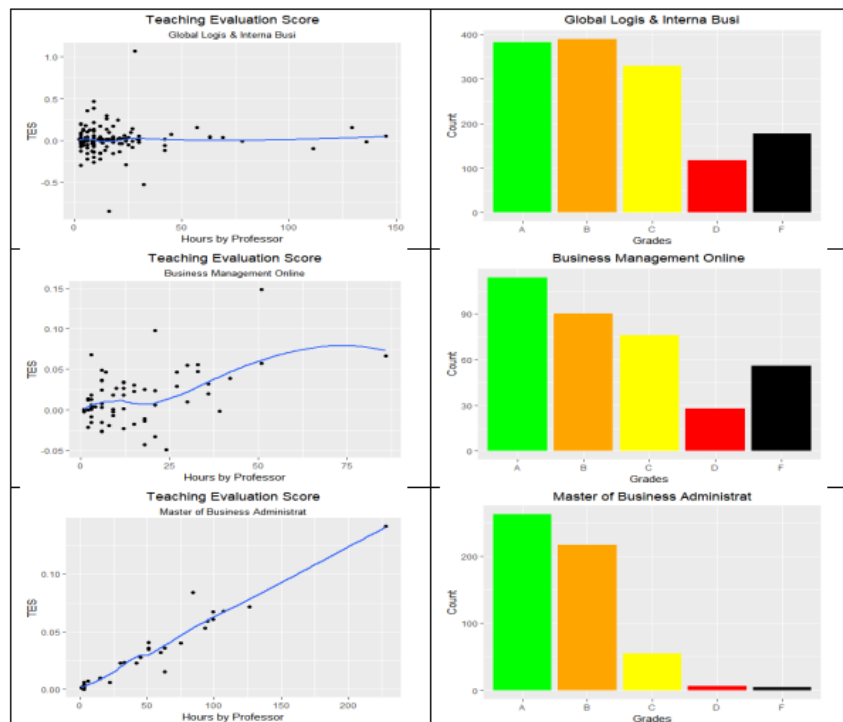 Teaching Evaluation Score
Global Logis & Interna Busi
1.0
0.5
0.0
-0.5
TES
0 50 100 150
Hours by Professor
Global Logis & Interna Busi
400
300
200
100
0
Count
A B C D F
Grades
Teaching Evaluation Score
Business Management Online
0.15
0.10
0.05
0.00
-0.05
TES
0 25 50 75
Hours by Professor
Business Management Online
90
60
30
0
Count
A B C D F
Grades
Teaching Evaluation Score
Master of Business Administrat
0.10
0.05
0.00
TES
0 50 100 150 200
Hours by Professor
Master of Business Administrat
200
100
0
Count
A B C D F
Grades